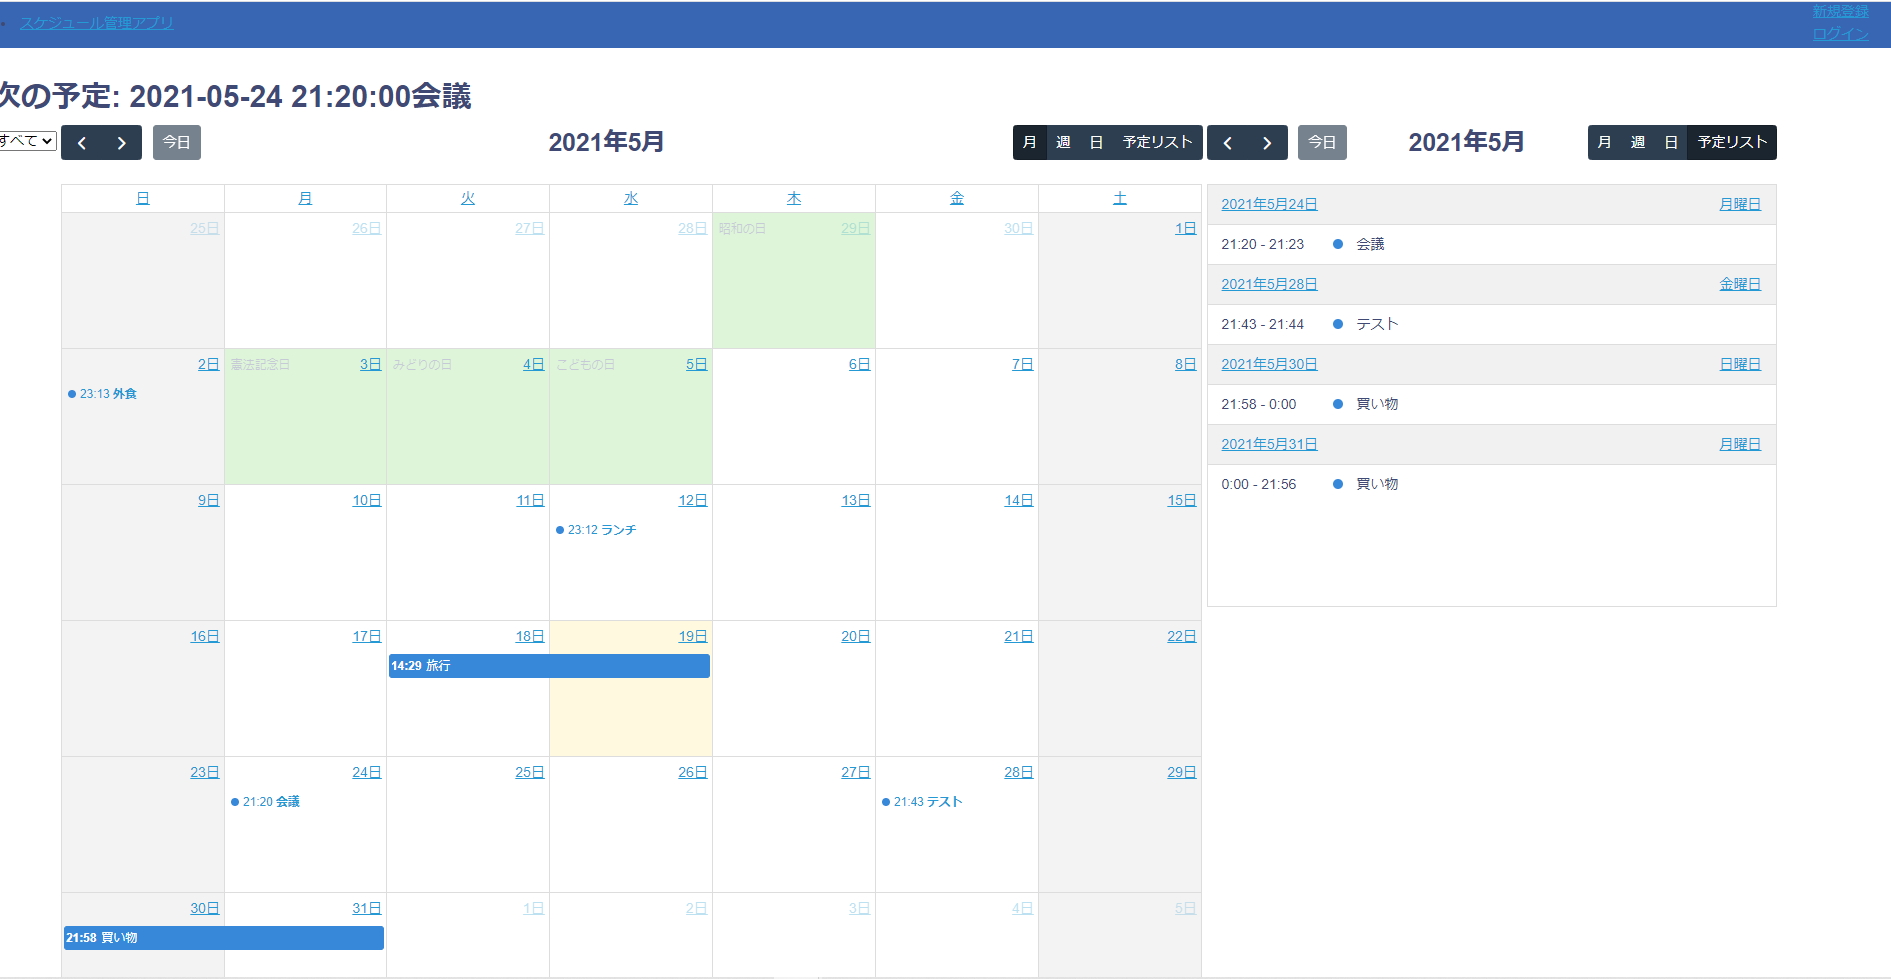 スケジュール管理アプリ
新規登録
ログイン
次の予定: 2021-05-24 21:20:00会議
すべて
今日
2021年5月
月 週 日 予定リスト
今日
2021年5月
月 週 日 予定リスト
日 月 火 水 木 金 土
25日 26日 27日 28日 昭和の日 29日 30日 1日
2日 憲法記念日 3日 みどりの日 4日 こどもの日 5日 6日 7日 8日
23:13 外食
9日 10日 11日 12日 13日 14日 15日
23:12 ランチ
16日 17日 18日 19日 20日 21日 22日
14:29 旅行
23日 24日 25日 26日 27日 28日 29日
21:20 会議 21:43 テスト
30日 31日 1日 2日 3日 4日 5日
21:58 買い物
2021年5月24日 月曜日
21:20 - 21:23 会議
2021年5月28日 金曜日
21:43 - 21:44 テスト
2021年5月30日 日曜日
21:58 - 0:00 買い物
2021年5月31日 月曜日
0:00 - 21:56 買い物